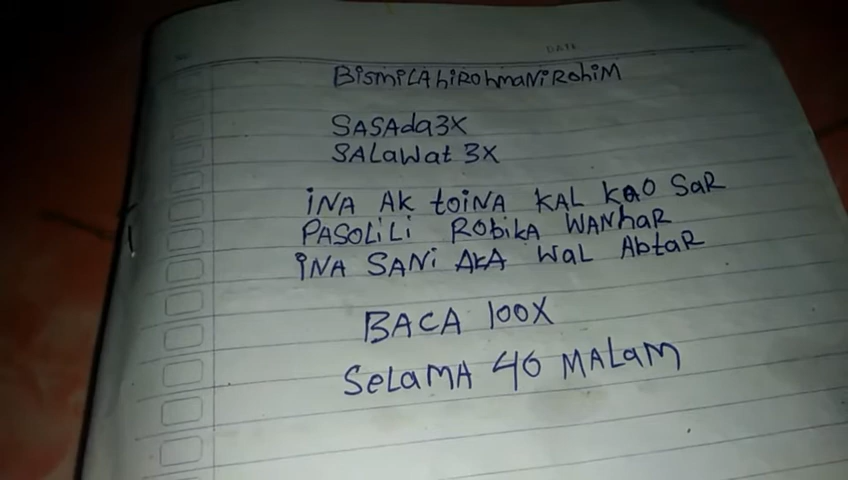 DATE
BismiLAhiRohmaNiRohiM
SASAda3X
SALaWat 3X
iNA AK toiNA KAL KAO SaR
PASOLiLi RobikA WANhaR
iNA SANi AKA WaL AbtaR
BACA 100X
SeLaMA 40 MALaM